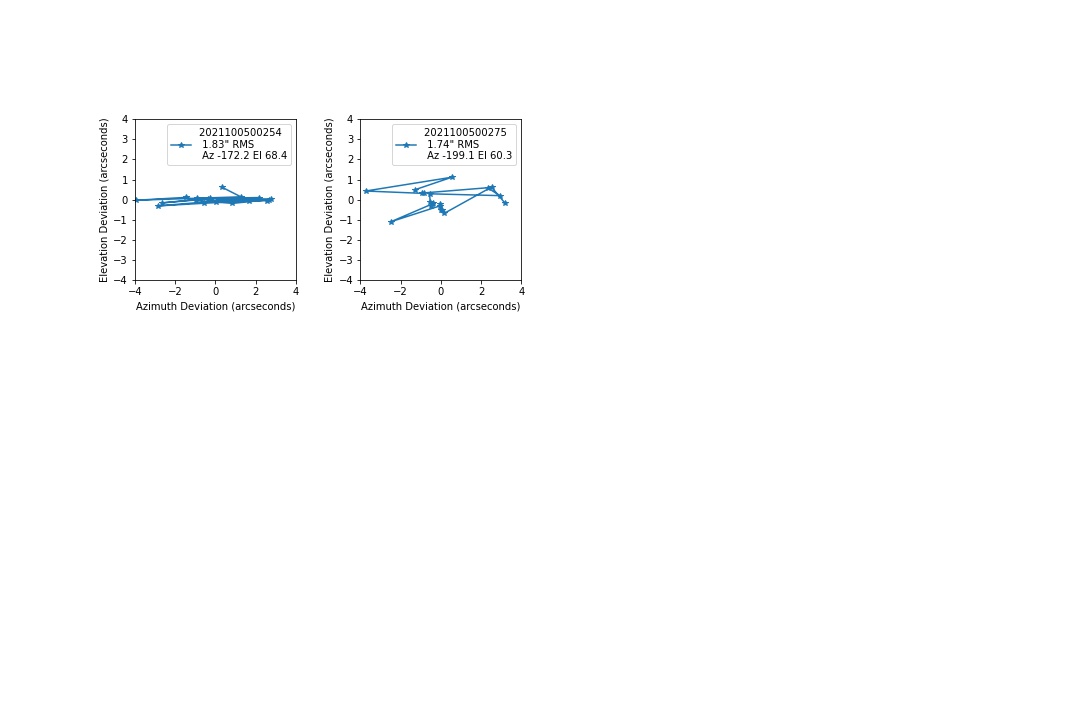 Elevation Deviation (arcseconds)
4
3
2
1
0
−1
−2
−3
−4
2021100500254
1.83" RMS
Az -172.2 El 68.4
−4 −2 0 2 4
Azimuth Deviation (arcseconds)
Elevation Deviation (arcseconds)
4
3
2
1
0
−1
−2
−3
−4
2021100500275
1.74" RMS
Az -199.1 El 60.3
−4 −2 0 2 4
Azimuth Deviation (arcseconds)